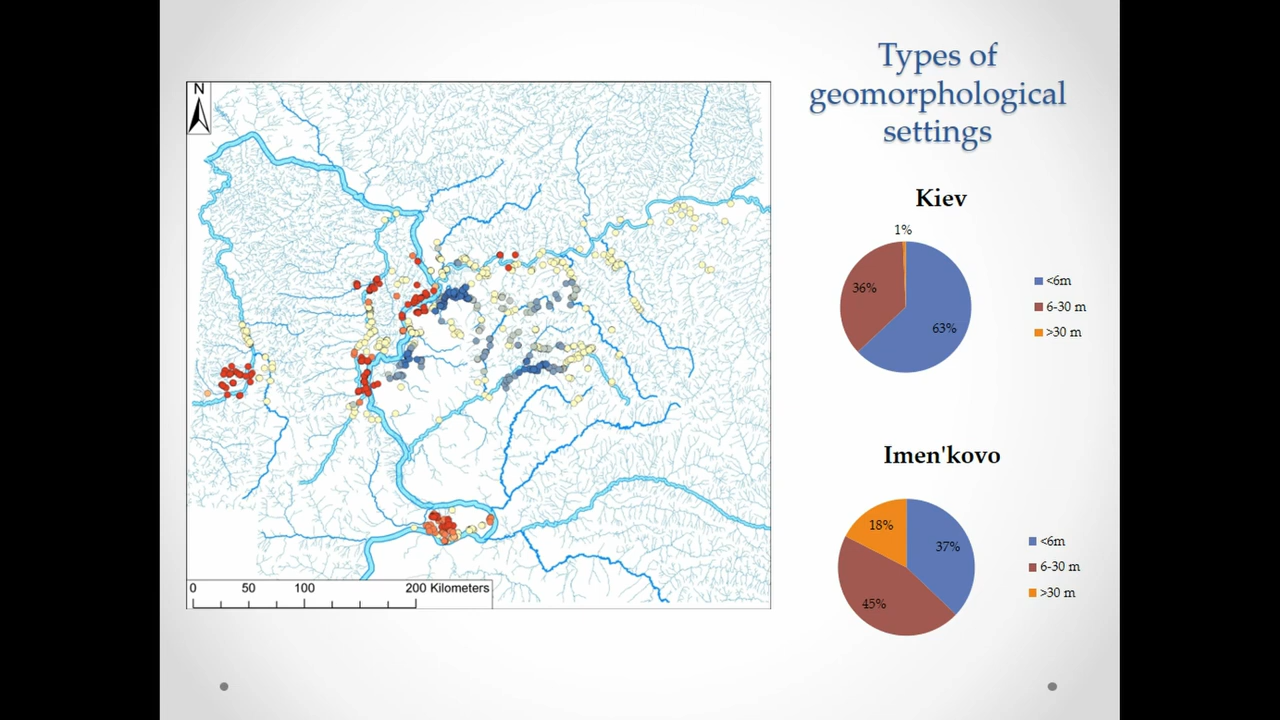 Types of
geomorphological
settings
N
0 50 100 200 Kilometers
Kiev
1%
36%
63%
<6m
6-30 m
>30 m
Imen'kovo
18%
37%
45%
<6m
6-30 m
>30 m